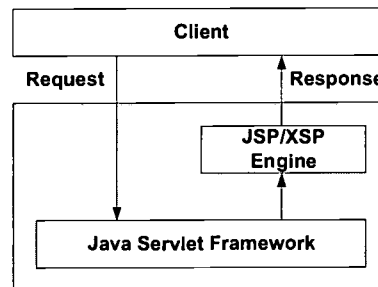 Client
Request
Response
JSP/XSP
Engine
Java Servlet Framework